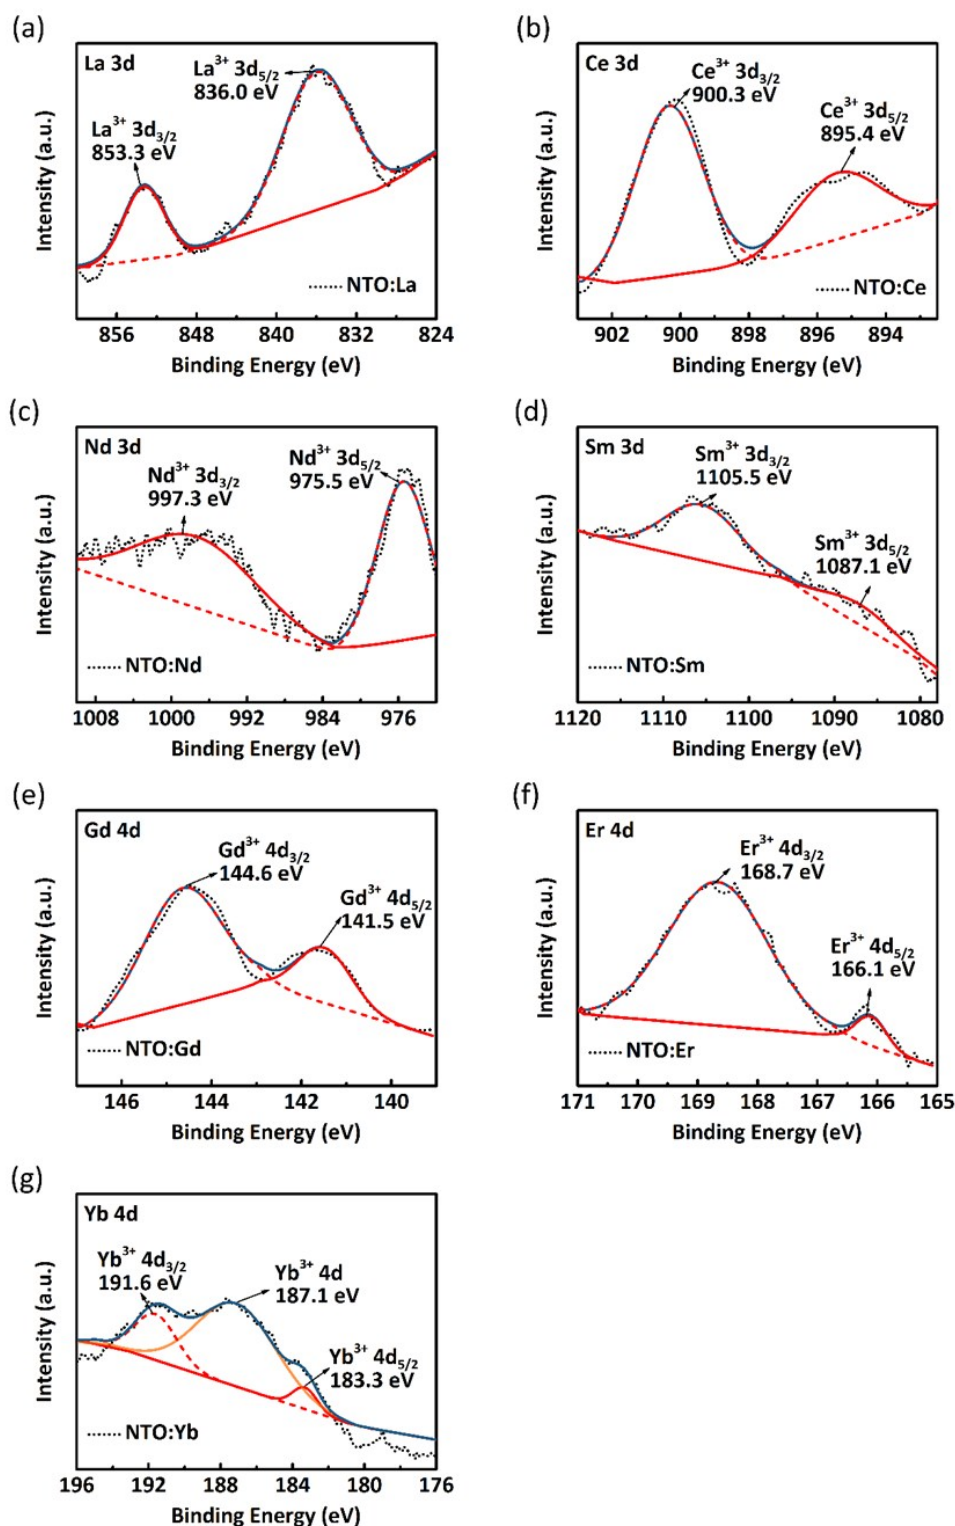 (a)
La 3d
La³⁺ 3d₅/₂
836.0 eV
La³⁺ 3d₃/₂
853.3 eV
NTO:La
Intensity (a.u.)
856 848 840 832 824
Binding Energy (eV)
(b)
Ce 3d
Ce³⁺ 3d₃/₂
900.3 eV
Ce³⁺ 3d₅/₂
895.4 eV
NTO:Ce
Intensity (a.u.)
902 900 898 896 894
Binding Energy (eV)
(c)
Nd 3d
Nd³⁺ 3d₃/₂
997.3 eV
Nd³⁺ 3d₅/₂
975.5 eV
NTO:Nd
Intensity (a.u.)
1008 1000 992 984 976
Binding Energy (eV)
(d)
Sm 3d
Sm³⁺ 3d₃/₂
1105.5 eV
Sm³⁺ 3d₅/₂
1087.1 eV
NTO:Sm
Intensity (a.u.)
1120 1110 1100 1090 1080
Binding Energy (eV)
(e)
Gd 4d
Gd³⁺ 4d₃/₂
144.6 eV
Gd³⁺ 4d₅/₂
141.5 eV
NTO:Gd
Intensity (a.u.)
146 144 142 140
Binding Energy (eV)
(f)
Er 4d
Er³⁺ 4d₃/₂
168.7 eV
Er³⁺ 4d₅/₂
166.1 eV
NTO:Er
Intensity (a.u.)
171 170 169 168 167 166 165
Binding Energy (eV)
(g)
Yb 4d
Yb³⁺ 4d₃/₂
191.6 eV
Yb³⁺ 4d
187.1 eV
Yb³⁺ 4d₅/₂
183.3 eV
NTO:Yb
Intensity (a.u.)
196 192 188 184 180 176
Binding Energy (eV)